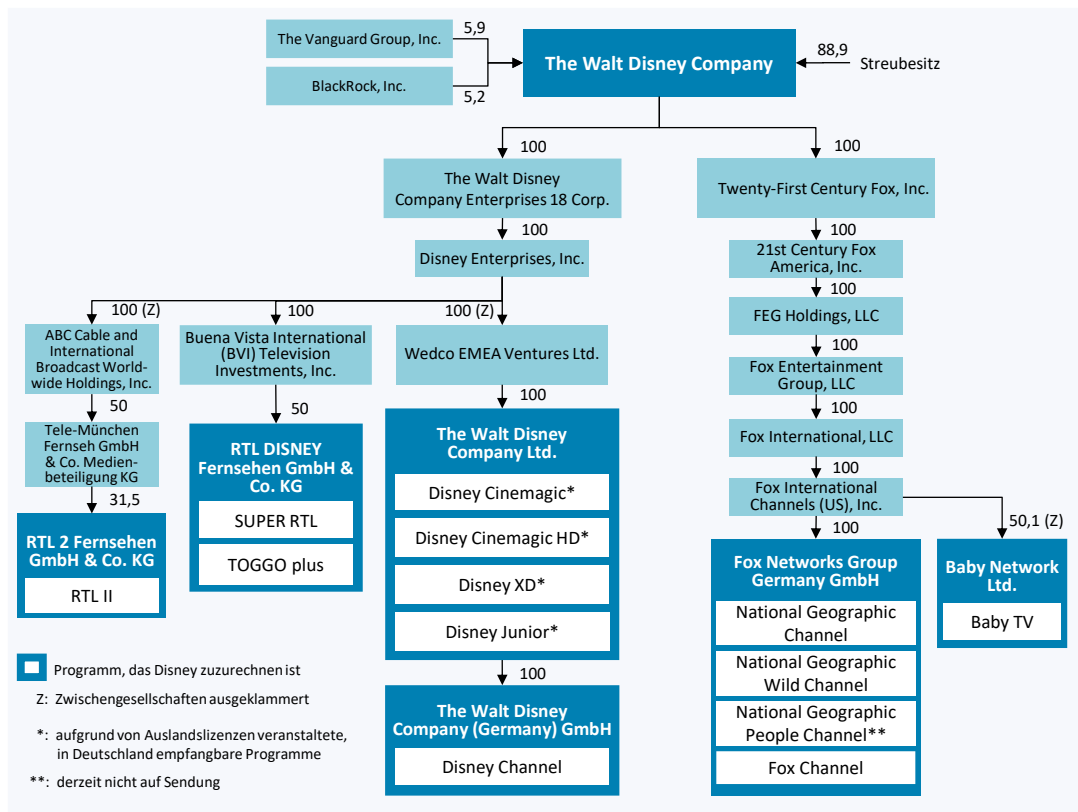 The Vanguard Group, Inc.
5,9
BlackRock, Inc.
5,2
The Walt Disney Company
88,9
Streubesitz
100
100
The Walt Disney
Company Enterprises 18 Corp.
100
Disney Enterprises, Inc.
100 (Z)
100
100 (Z)
ABC Cable and
International
Broadcast World-
wide Holdings, Inc.
50
Tele-München
Fernseh GmbH
& Co. Medien-
beteiligung KG
31,5
RTL 2 Fernsehen
GmbH & Co. KG
RTL II
Buena Vista International
(BVI) Television
Investments, Inc.
50
RTL DISNEY
Fernsehen GmbH &
Co. KG
SUPER RTL
TOGGO plus
Wedco EMEA Ventures Ltd.
100
The Walt Disney
Company Ltd.
Disney Cinemagic*
Disney Cinemagic HD*
Disney XD*
Disney Junior*
100
The Walt Disney
Company (Germany) GmbH
Disney Channel
Twenty-First Century Fox, Inc.
100
21st Century Fox
America, Inc.
100
FEG Holdings, LLC
100
Fox Entertainment
Group, LLC
100
Fox International, LLC
100
Fox International
Channels (US), Inc.
100
50,1 (Z)
Fox Networks Group
Germany GmbH
National Geographic
Channel
National Geographic
Wild Channel
National Geographic
People Channel**
Fox Channel
Baby Network
Ltd.
Baby TV
Programm, das Disney zuzurechnen ist
Z: Zwischengesellschaften ausgeklammert
*: aufgrund von Auslandslizenzen veranstaltete,
in Deutschland empfangbare Programme
**: derzeit nicht auf Sendung